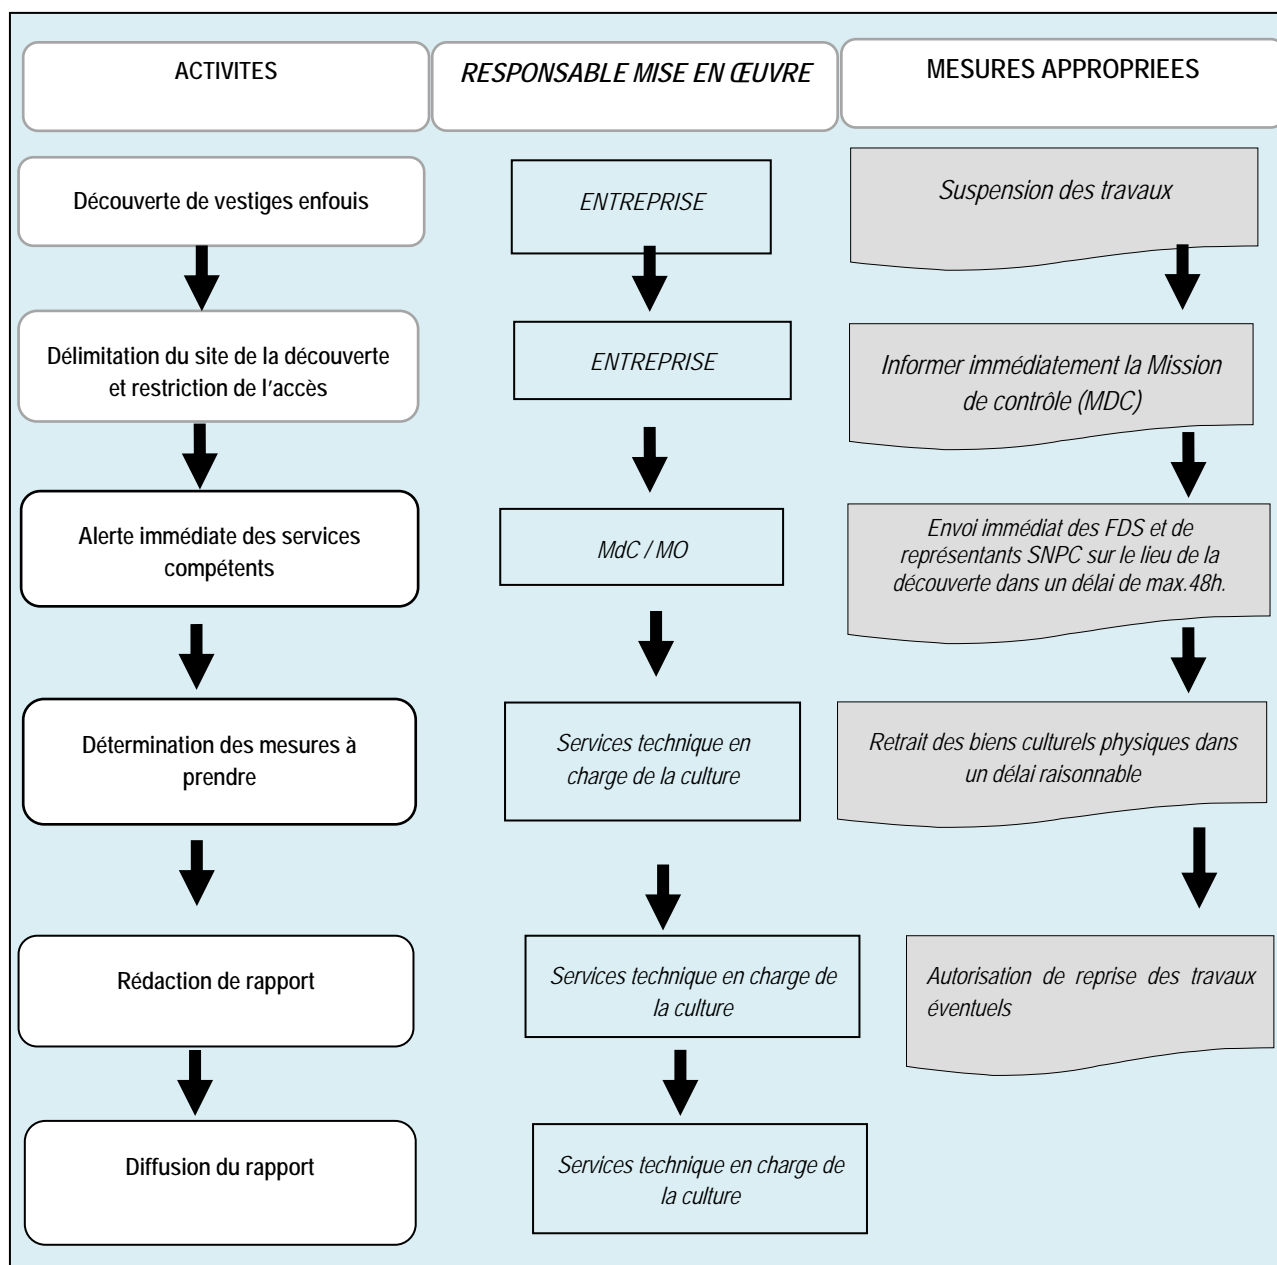 ACTIVITES
RESPONSABLE MISE EN ŒUVRE
MESURES APPROPRIEES
Découverte de vestiges enfouis
ENTREPRISE
Suspension des travaux
Délimitation du site de la découverte
et restriction de l'accès
ENTREPRISE
Informer immédiatement la Mission
de contrôle (MDC)
Alerte immédiate des services
compétents
MdC / MO
Envoi immédiat des FDS et de
représentants SNPC sur le lieu de la
découverte dans un délai de max.48h.
Détermination des mesures à
prendre
Services technique en
charge de la culture
Retrait des biens culturels physiques dans
un délai raisonnable
Rédaction de rapport
Services technique en charge de
la culture
Autorisation de reprise des travaux
éventuels
Diffusion du rapport
Services technique en charge de
la culture